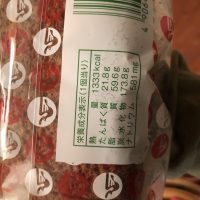 栄養成分表示(1個当り)
熱量 1333kcal
たんぱく質 21.8g
脂質 59.6g
炭水化物 173.8g
ナトリウム 581mg